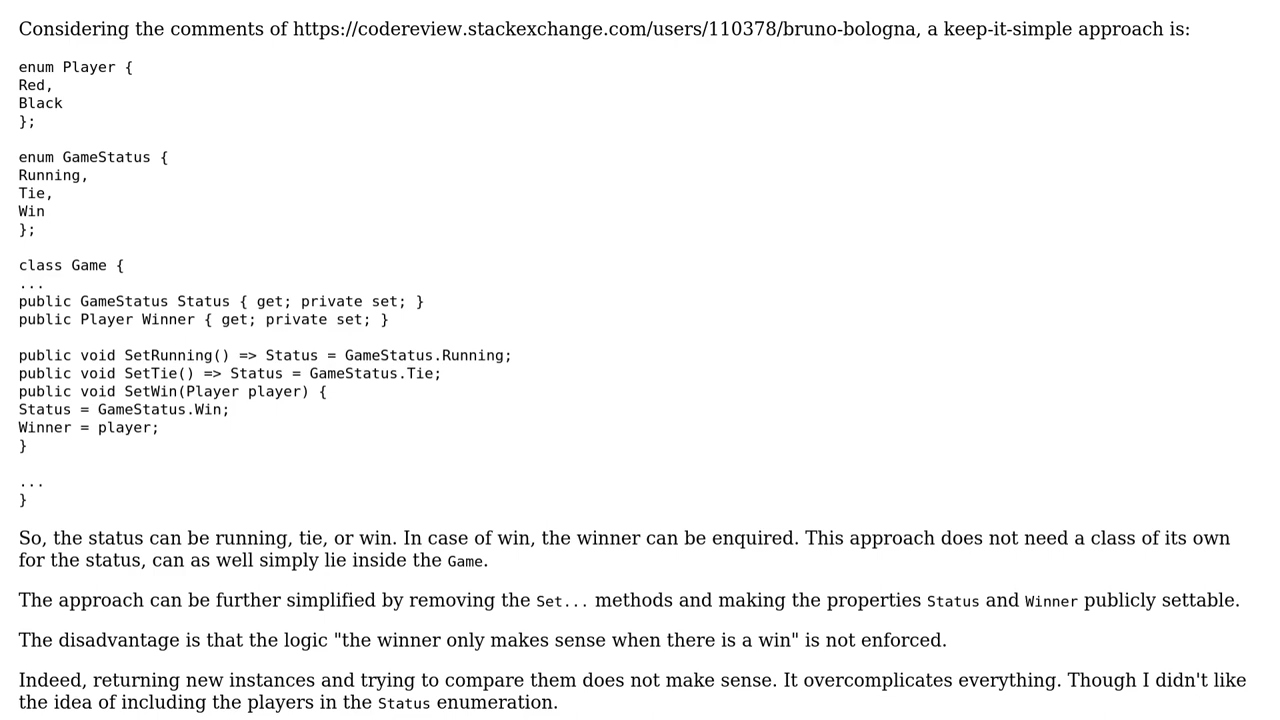 Considering the comments of https://codereview.stackexchange.com/users/110378/bruno-bologna, a keep-it-simple approach is:
enum Player {
Red,
Black
};
enum GameStatus {
Running,
Tie,
Win
};
class Game {
...
public GameStatus Status { get; private set; }
public Player Winner { get; private set; }
public void SetRunning() => Status = GameStatus.Running;
public void SetTie() => Status = GameStatus.Tie;
public void SetWin(Player player) {
Status = GameStatus.Win;
Winner = player;
}
...
}
So, the status can be running, tie, or win. In case of win, the winner can be enquired. This approach does not need a class of its own
for the status, can as well simply lie inside the Game.
The approach can be further simplified by removing the Set... methods and making the properties Status and Winner publicly settable.
The disadvantage is that the logic "the winner only makes sense when there is a win" is not enforced.
Indeed, returning new instances and trying to compare them does not make sense. It overcomplicates everything. Though I didn't like
the idea of including the players in the Status enumeration.